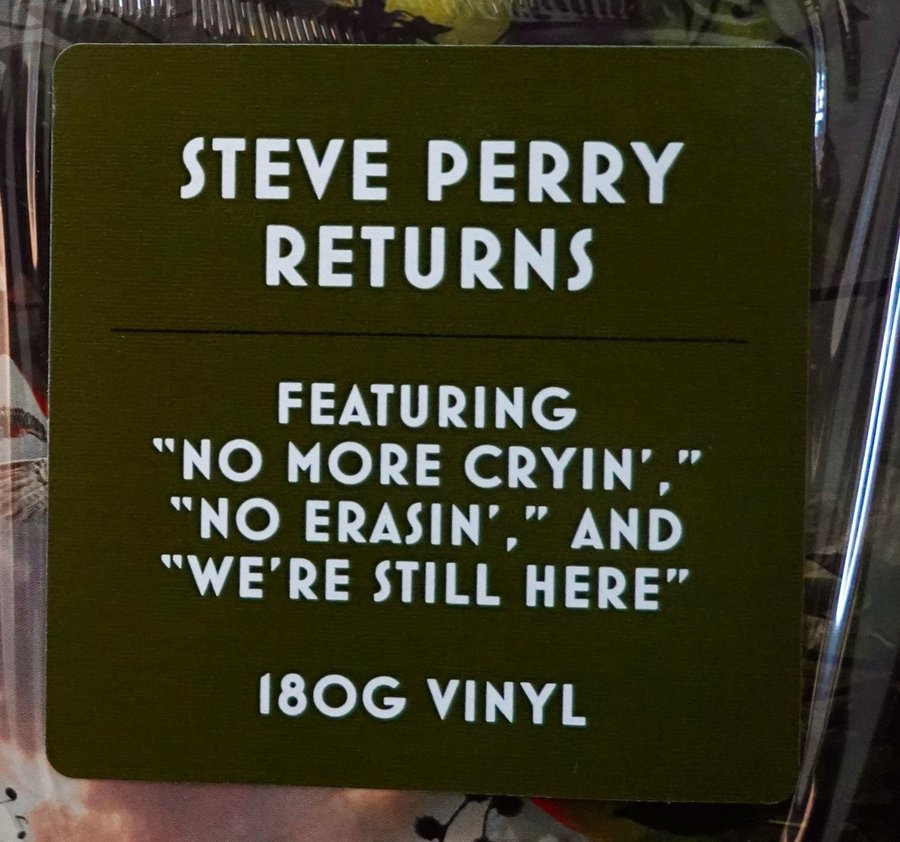 STEVE PERRY
RETURNS
FEATURING
“NO MORE CRYIN’,”
“NO ERASIN’,” AND
“WE’RE STILL HERE”
180G VINYL